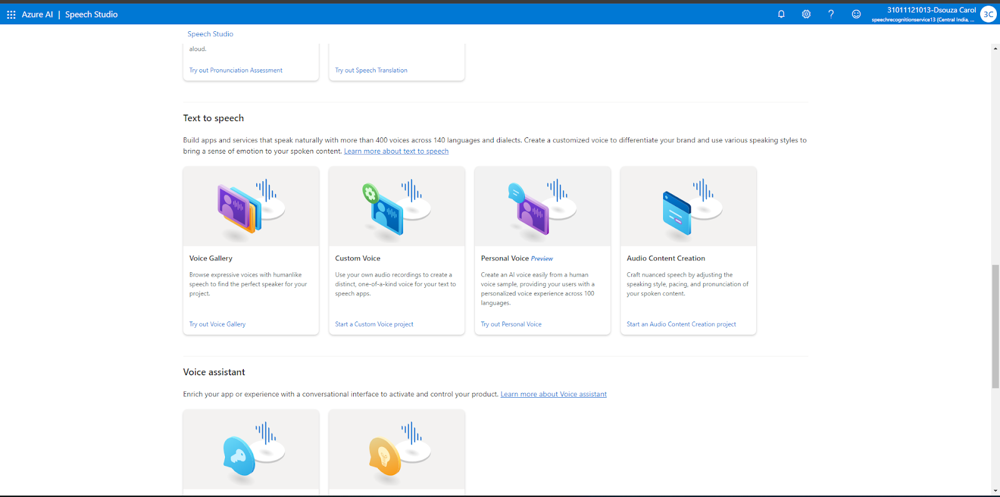 Azure AI | Speech Studio
31011121013-Dsouza Carol
speechrecognitionservice13 (Central India, ...
3C
Speech Studio
aloud.
Try out Pronunciation Assessment
Try out Speech Translation
Text to speech
Build apps and services that speak naturally with more than 400 voices across 140 languages and dialects. Create a customized voice to differentiate your brand and use various speaking styles to
bring a sense of emotion to your spoken content. Learn more about text to speech
Voice Gallery
Browse expressive voices with humanlike
speech to find the perfect speaker for your
project.
Try out Voice Gallery
Custom Voice
Use your own audio recordings to create a
distinct, one-of-a-kind voice for your text to
speech apps.
Start a Custom Voice project
Personal Voice Preview
Create an AI voice easily from a human
voice sample, providing your users with a
personalized voice experience across 100
languages.
Try out Personal Voice
Audio Content Creation
Craft nuanced speech by adjusting the
speaking style, pacing, and pronunciation of
your spoken content.
Start an Audio Content Creation project
Voice assistant
Enrich your app or experience with a conversational interface to activate and control your product. Learn more about Voice assistant